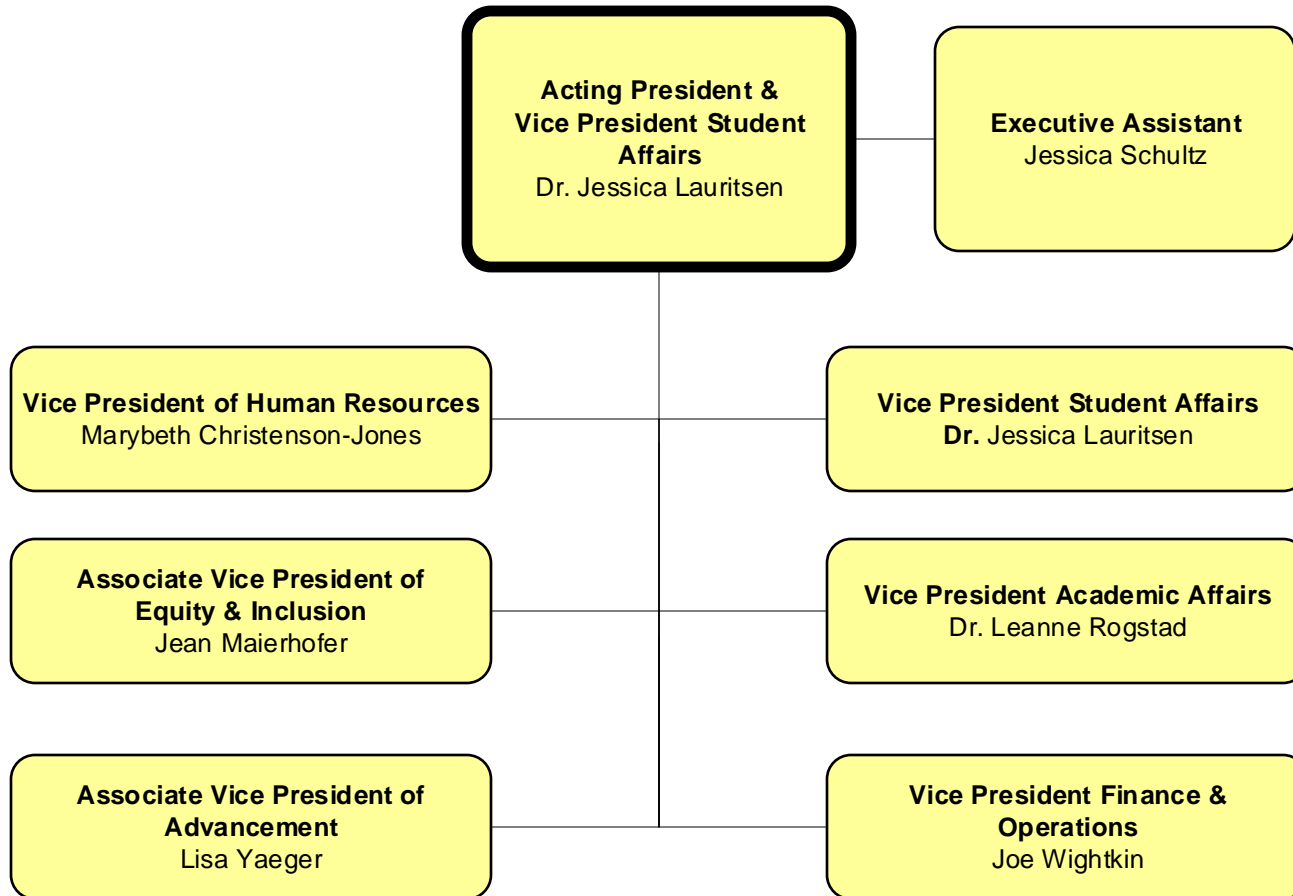 Acting President &
Vice President Student
Affairs
Dr. Jessica Lauritsen
Executive Assistant
Jessica Schultz
Vice President of Human Resources
Marybeth Christenson-Jones
Vice President Student Affairs
Dr. Jessica Lauritsen
Associate Vice President of
Equity & Inclusion
Jean Maierhofer
Vice President Academic Affairs
Dr. Leanne Rogstad
Associate Vice President of
Advancement
Lisa Yaeger
Vice President Finance &
Operations
Joe Wightkin